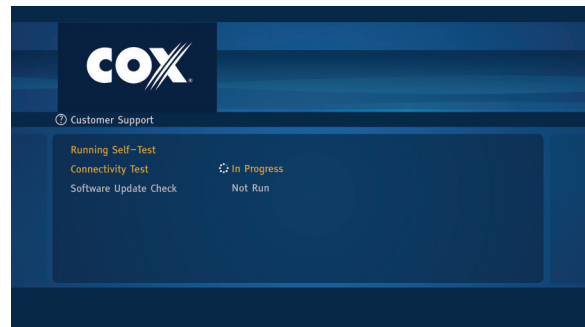 COX
Customer Support
Running Self-Test
Connectivity Test In Progress
Software Update Check Not Run